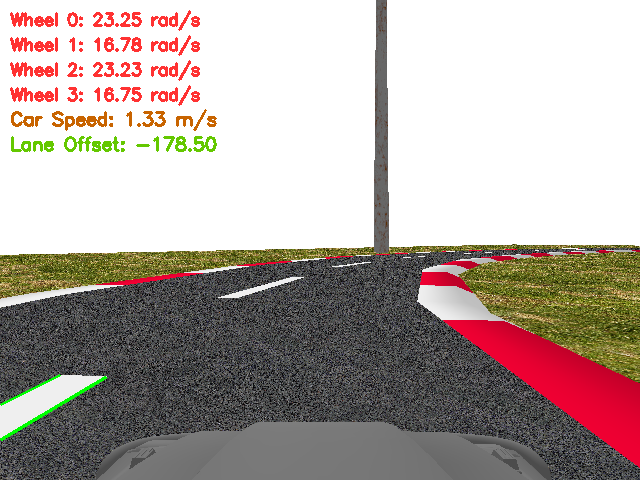 Wheel 0: 23.25 rad/s
Wheel 1: 16.78 rad/s
Wheel 2: 23.23 rad/s
Wheel 3: 16.75 rad/s
Car Speed: 1.33 m/s
Lane Offset: -178.50